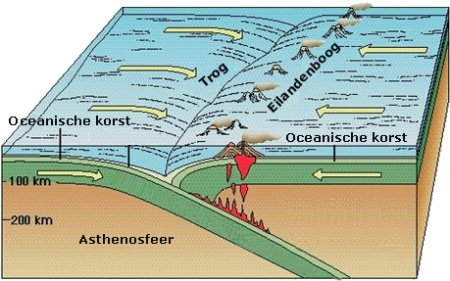 Trog
Eilandenboog
Oceanische korst
Oceanische korst
100 km
200 km
Asthenosfeer